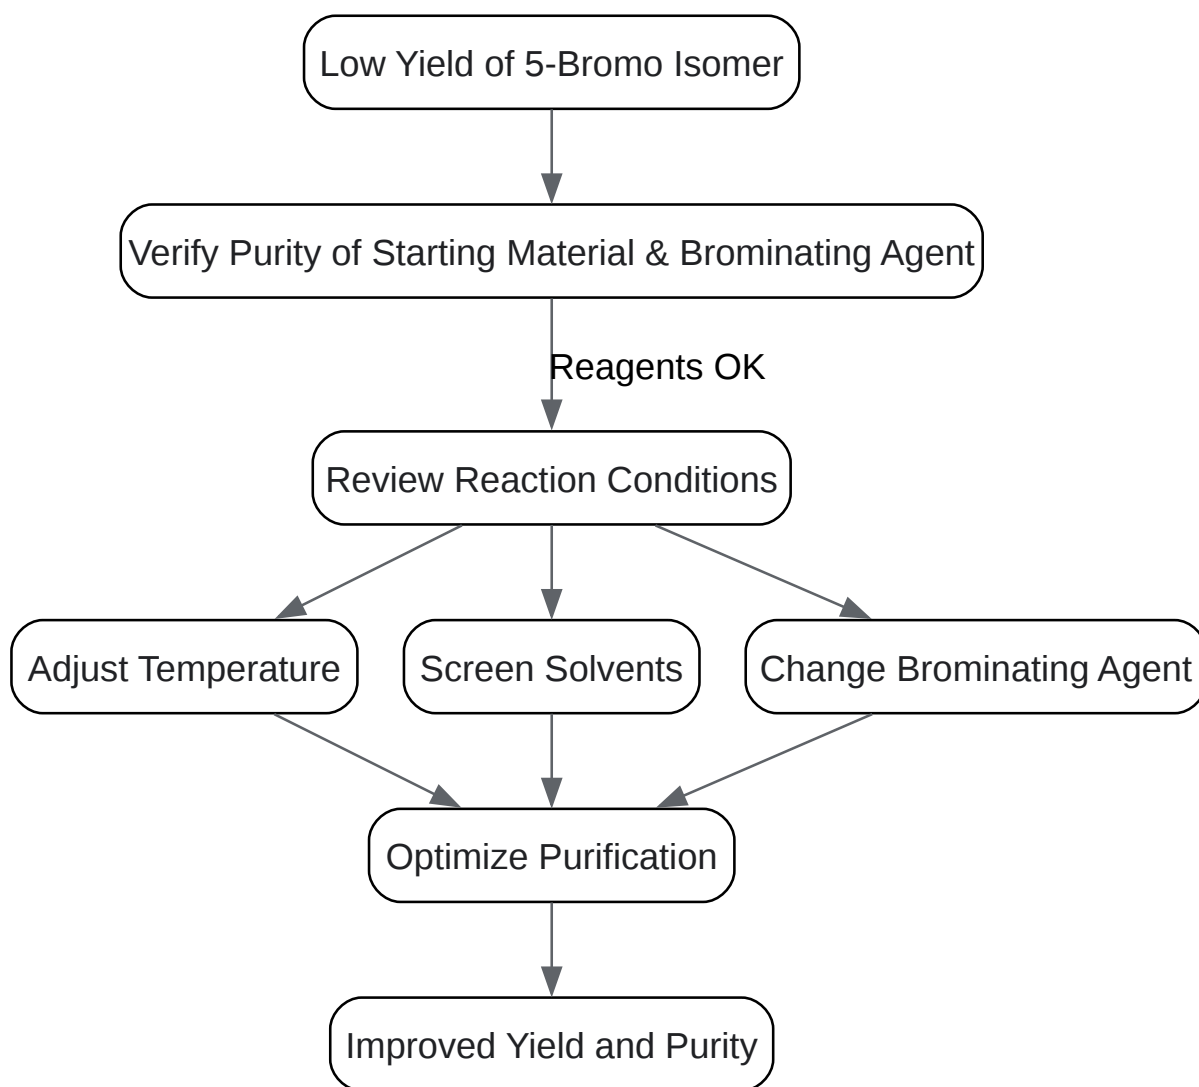 Low Yield of 5-Bromo Isomer
Verify Purity of Starting Material & Brominating Agent
Reagents OK
Review Reaction Conditions
Adjust Temperature
Screen Solvents
Change Brominating Agent
Optimize Purification
Improved Yield and Purity